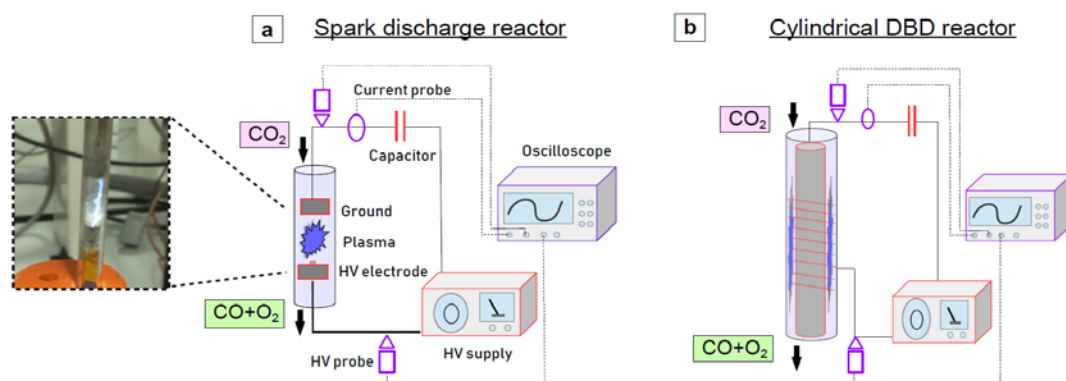 a
Spark discharge reactor
b
Cylindrical DBD reactor
Current probe
CO2
CO2
Capacitor
Oscilloscope
Ground
Plasma
HV electrode
CO+O2
HV supply
HV probe
CO+O2